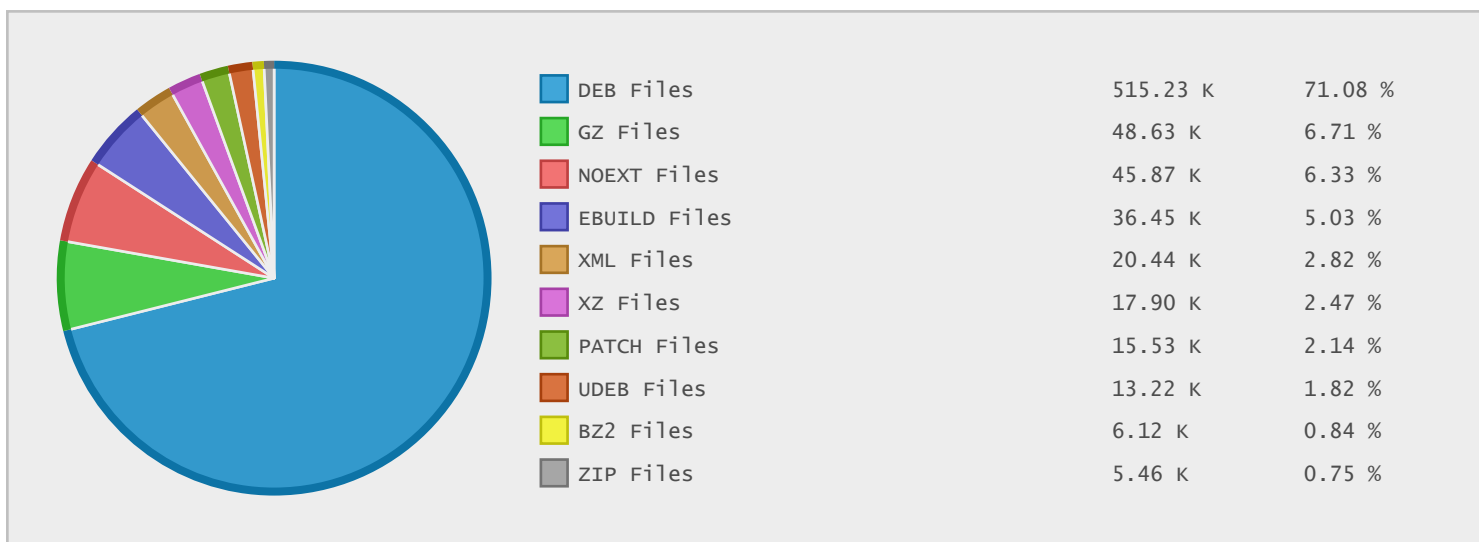 DEB Files 515.23 K 71.08 %
GZ Files 48.63 K 6.71 %
NOEXT Files 45.87 K 6.33 %
EBUILD Files 36.45 K 5.03 %
XML Files 20.44 K 2.82 %
XZ Files 17.90 K 2.47 %
PATCH Files 15.53 K 2.14 %
UDEB Files 13.22 K 1.82 %
BZ2 Files 6.12 K 0.84 %
ZIP Files 5.46 K 0.75 %